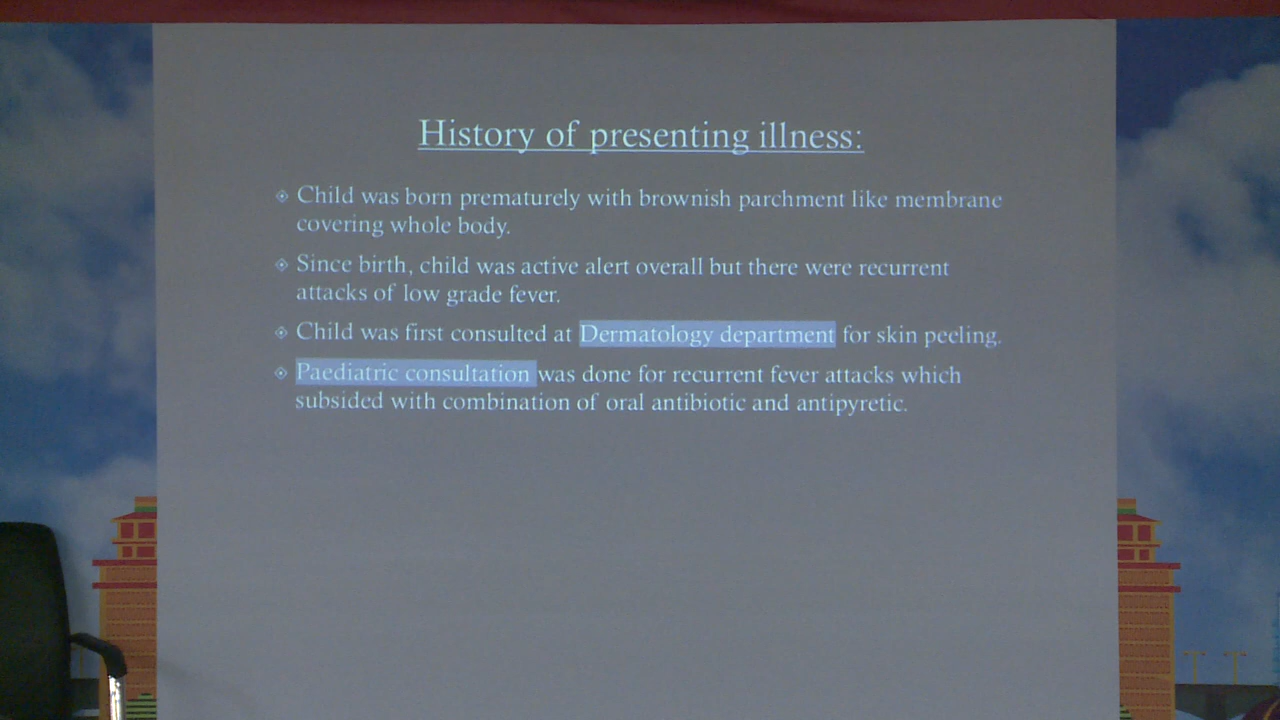 History of presenting illness:
Child was born prematurely with brownish parchment like membrane
covering whole body.
Since birth, child was active alert overall but there were recurrent
attacks of low grade fever.
Child was first consulted at Dermatology department for skin peeling.
Paediatric consultation was done for recurrent fever attacks which
subsided with combination of oral antibiotic and antipyretic.